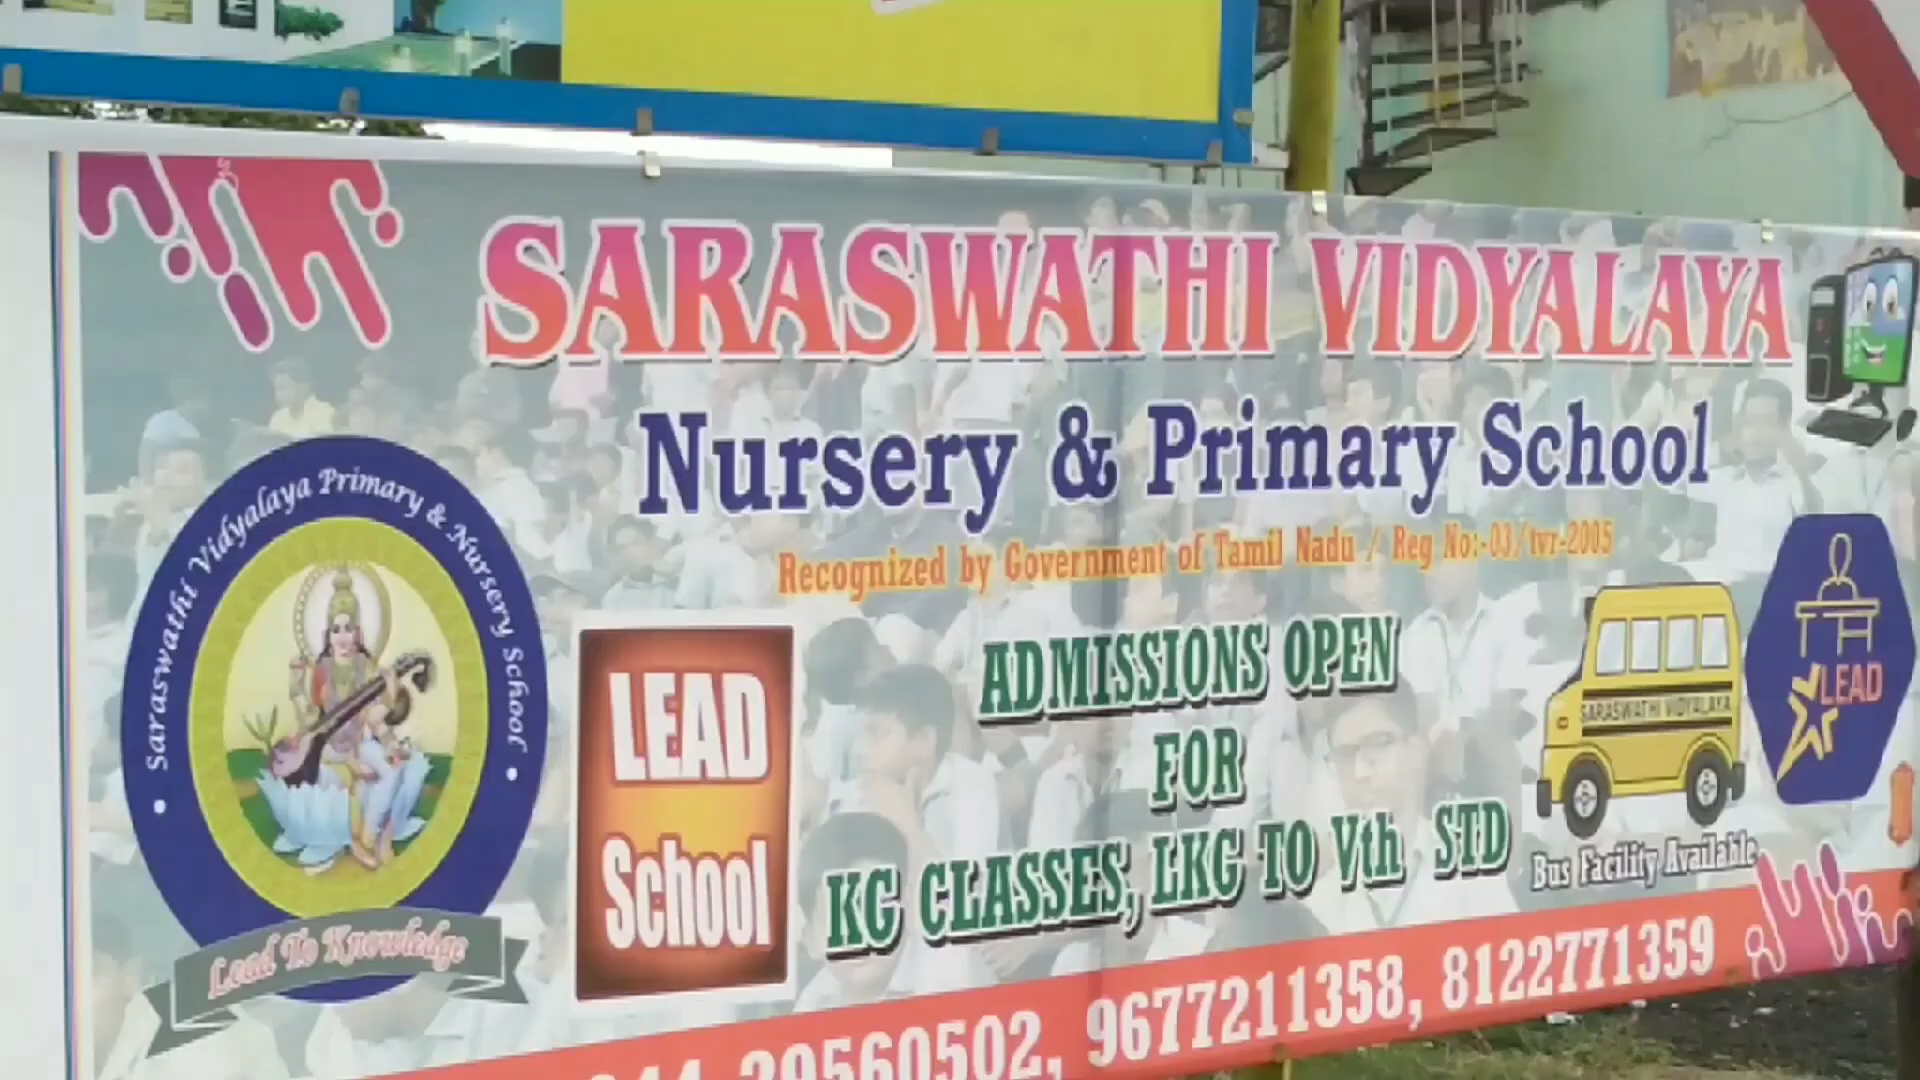 SARASWATHI VIDYALAYA
Nursery & Primary School
Recognized by Government of Tamil Nadu / Reg No:-03/tvr-2005
Saraswathi Vidyalaya Primary & Nursery School
Lead To Knowledge
LEAD
School
ADMISSIONS OPEN
FOR
KG CLASSES, LKG TO Vth STD
SARASWATHI VIDYALAYA
Bus Facility Available
LEAD
9677211358, 8122771359